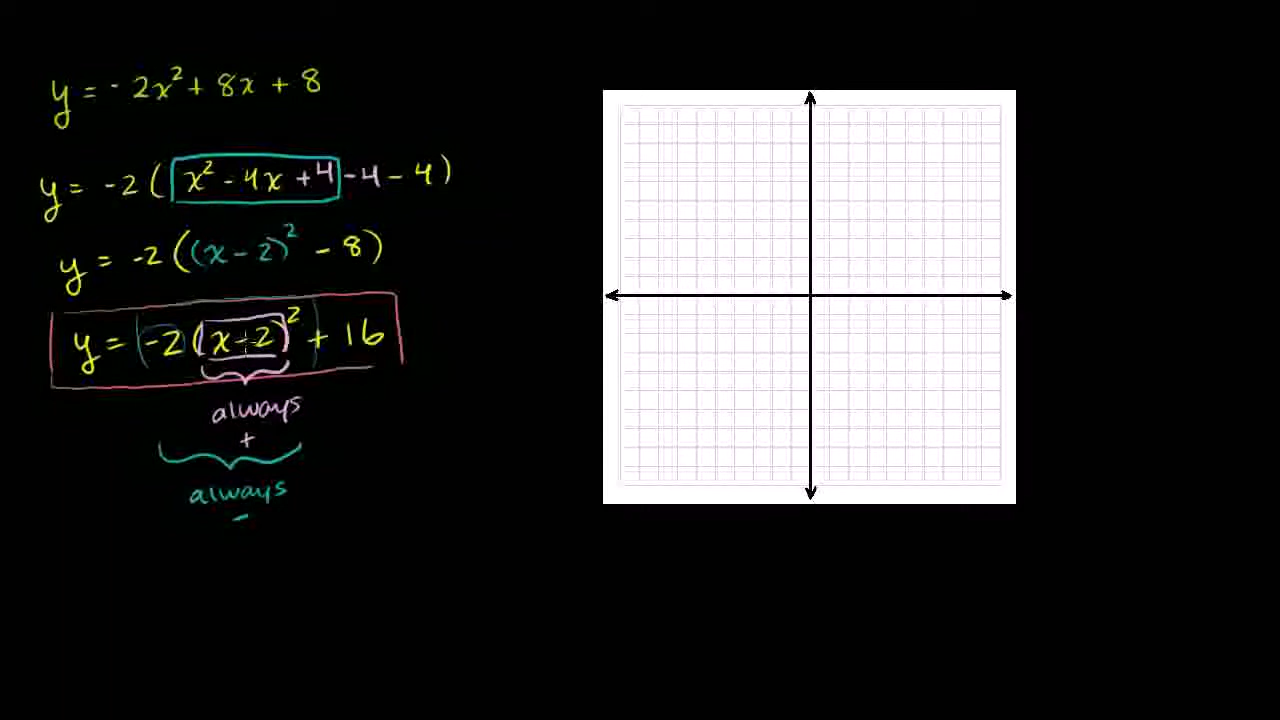 y = -2x² + 8x + 8
y = -2(x² - 4x + 4 - 4 - 4)
y = -2((x - 2)² - 8)
y = -2(x - 2)² + 16
always
+
always
-